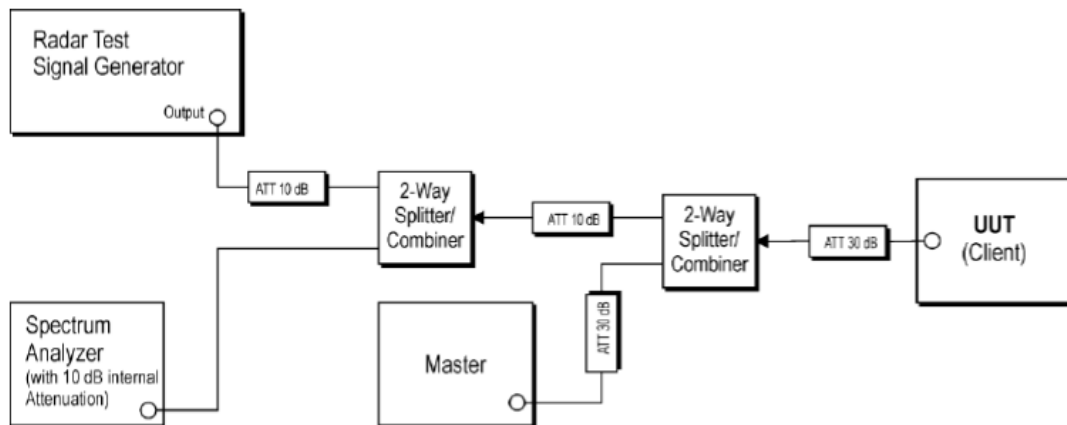 Radar Test
Signal Generator
Output
ATT 10 dB
2-Way
Splitter/
Combiner
ATT 10 dB
2-Way
Splitter/
Combiner
ATT 30 dB
UUT
(Client)
Spectrum
Analyzer
(with 10 dB internal
Attenuation)
Master
ATT 30 dB